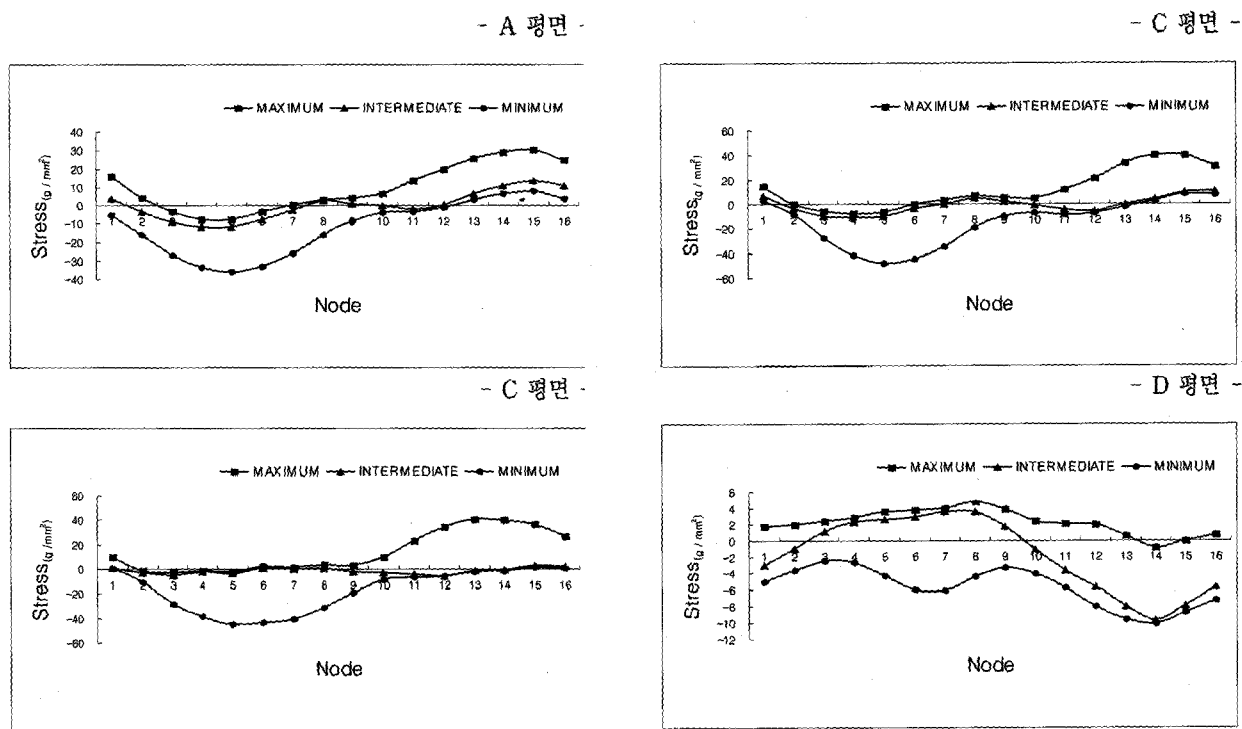 - A 평면 -
MAXIMUM INTERMEDIATE MINIMUM
40
30
20
10
0
-10
-20
-30
-40
Stress(g / mm²)
1 2 3 4 5 6 7 8 9 10 11 12 13 14 15 16
Node
- C 평면 -
MAXIMUM INTERMEDIATE MINIMUM
60
40
20
0
-20
-40
-60
Stress(g / mm²)
1 2 3 4 5 6 7 8 9 10 11 12 13 14 15 16
Node
- C 평면 -
MAXIMUM INTERMEDIATE MINIMUM
60
40
20
0
-20
-40
-60
Stress(g / mm²)
1 2 3 4 5 6 7 8 9 10 11 12 13 14 15 16
Node
- D 평면 -
MAXIMUM INTERMEDIATE MINIMUM
6
4
2
0
-2
-4
-6
-8
-10
-12
Stress(g / mm²)
1 2 3 4 5 6 7 8 9 10 11 12 13 14 15 16
Node